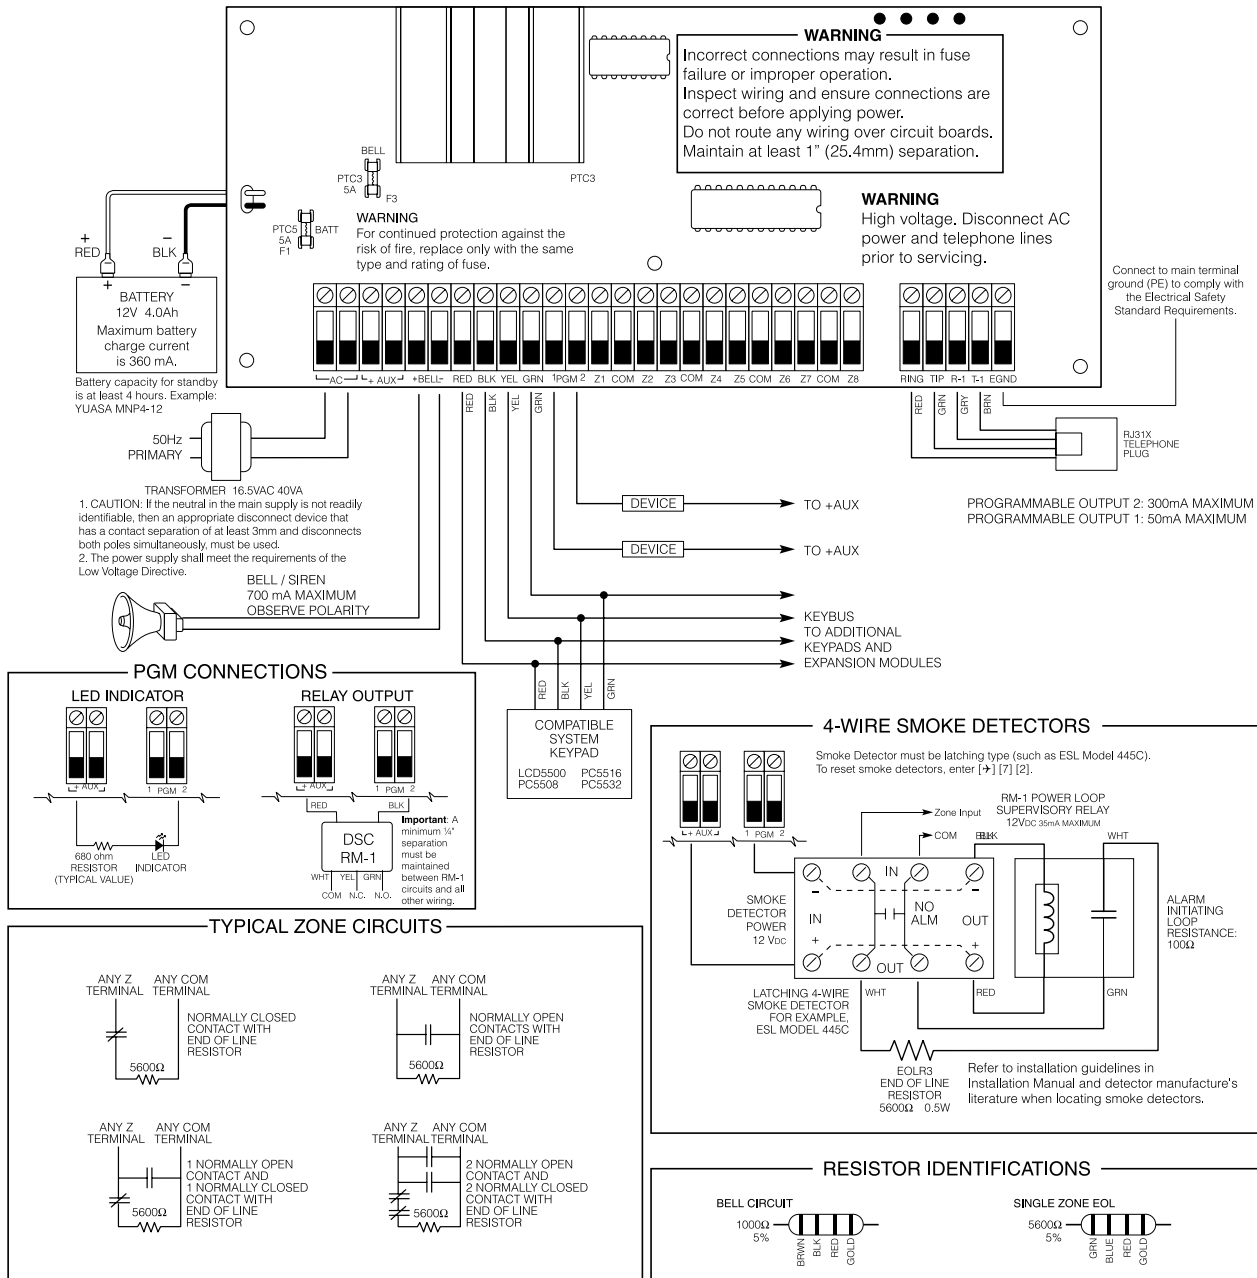 WARNING
Incorrect connections may result in fuse
failure or improper operation.
Inspect wiring and ensure connections are
correct before applying power.
Do not route any wiring over circuit boards.
Maintain at least 1" (25.4mm) separation.
BELL
PTC3
5A
F3
PTC3
PTC5
5A
F1
BATT
WARNING
For continued protection against the
risk of fire, replace only with the same
type and rating of fuse.
WARNING
High voltage. Disconnect AC
power and telephone lines
prior to servicing.
+
RED
–
BLK
+ –
BATTERY
12V 4.0Ah
Maximum battery
charge current
is 360 mA.
Battery capacity for standby
is at least 4 hours. Example:
YUASA MNP4-12
Connect to main terminal
ground (PE) to comply with
the Electrical Safety
Standard Requirements.
AC + AUX +BELL- RED BLK YEL GRN 1PGM 2 Z1 COM Z2 Z3 COM Z4 Z5 COM Z6 Z7 COM Z8
RING TIP R-1 T-1 EGND
RED BLK YEL GRN
RED GRN GRY BRN
RJ31X
TELEPHONE
PLUG
50Hz
PRIMARY
TRANSFORMER 16.5VAC 40VA
1. CAUTION: If the neutral in the main supply is not readily
identifiable, then an appropriate disconnect device that
has a contact separation of at least 3mm and disconnects
both poles simultaneously, must be used.
2. The power supply shall meet the requirements of the
Low Voltage Directive.
DEVICE TO +AUX
DEVICE TO +AUX
PROGRAMMABLE OUTPUT 2: 300mA MAXIMUM
PROGRAMMABLE OUTPUT 1: 50mA MAXIMUM
BELL / SIREN
700 mA MAXIMUM
OBSERVE POLARITY
KEYBUS
TO ADDITIONAL
KEYPADS AND
EXPANSION MODULES
RED BLK YEL GRN
COMPATIBLE
SYSTEM
KEYPAD
LCD5500 PC5516
PC5508 PC5532
PGM CONNECTIONS
LED INDICATOR
+ AUX 1 PGM 2
680 ohm
RESISTOR
(TYPICAL VALUE)
LED
INDICATOR
RELAY OUTPUT
+ AUX 1 PGM 2
RED BLK
DSC
RM-1
WHT YEL GRN
COM N.C. N.O.
Important: A
minimum ¼"
separation
must be
maintained
between RM-1
circuits and all
other wiring.
4-WIRE SMOKE DETECTORS
Smoke Detector must be latching type (such as ESL Model 445C).
To reset smoke detectors, enter [✈] [7] [2].
+ AUX 1 PGM 2
Zone Input
COM
BLK
RM-1 POWER LOOP
SUPERVISORY RELAY
12VDC 35mA MAXIMUM
WHT
SMOKE
DETECTOR
POWER
12 VDC
– IN –
IN
NO
ALM
OUT
+ OUT +
ALARM
INITIATING
LOOP
RESISTANCE:
100Ω
LATCHING 4-WIRE
SMOKE DETECTOR
FOR EXAMPLE,
ESL MODEL 445C
WHT
RED
GRN
EOLR3
END OF LINE
RESISTOR
5600Ω 0.5W
Refer to installation guidelines in
Installation Manual and detector manufacture's
literature when locating smoke detectors.
TYPICAL ZONE CIRCUITS
ANY Z
TERMINAL
ANY COM
TERMINAL
NORMALLY CLOSED
CONTACT WITH
END OF LINE
RESISTOR
5600Ω
ANY Z
TERMINAL
ANY COM
TERMINAL
NORMALLY OPEN
CONTACTS WITH
END OF LINE
RESISTOR
5600Ω
ANY Z
TERMINAL
ANY COM
TERMINAL
1 NORMALLY OPEN
CONTACT AND
1 NORMALLY CLOSED
CONTACT WITH
END OF LINE
RESISTOR
5600Ω
ANY Z
TERMINAL
ANY COM
TERMINAL
2 NORMALLY OPEN
CONTACT AND
2 NORMALLY CLOSED
CONTACT WITH
END OF LINE
RESISTOR
5600Ω
RESISTOR IDENTIFICATIONS
BELL CIRCUIT
1000Ω
5%
BRWN BLK RED GOLD
SINGLE ZONE EOL
5600Ω
5%
GRN BLUE RED GOLD